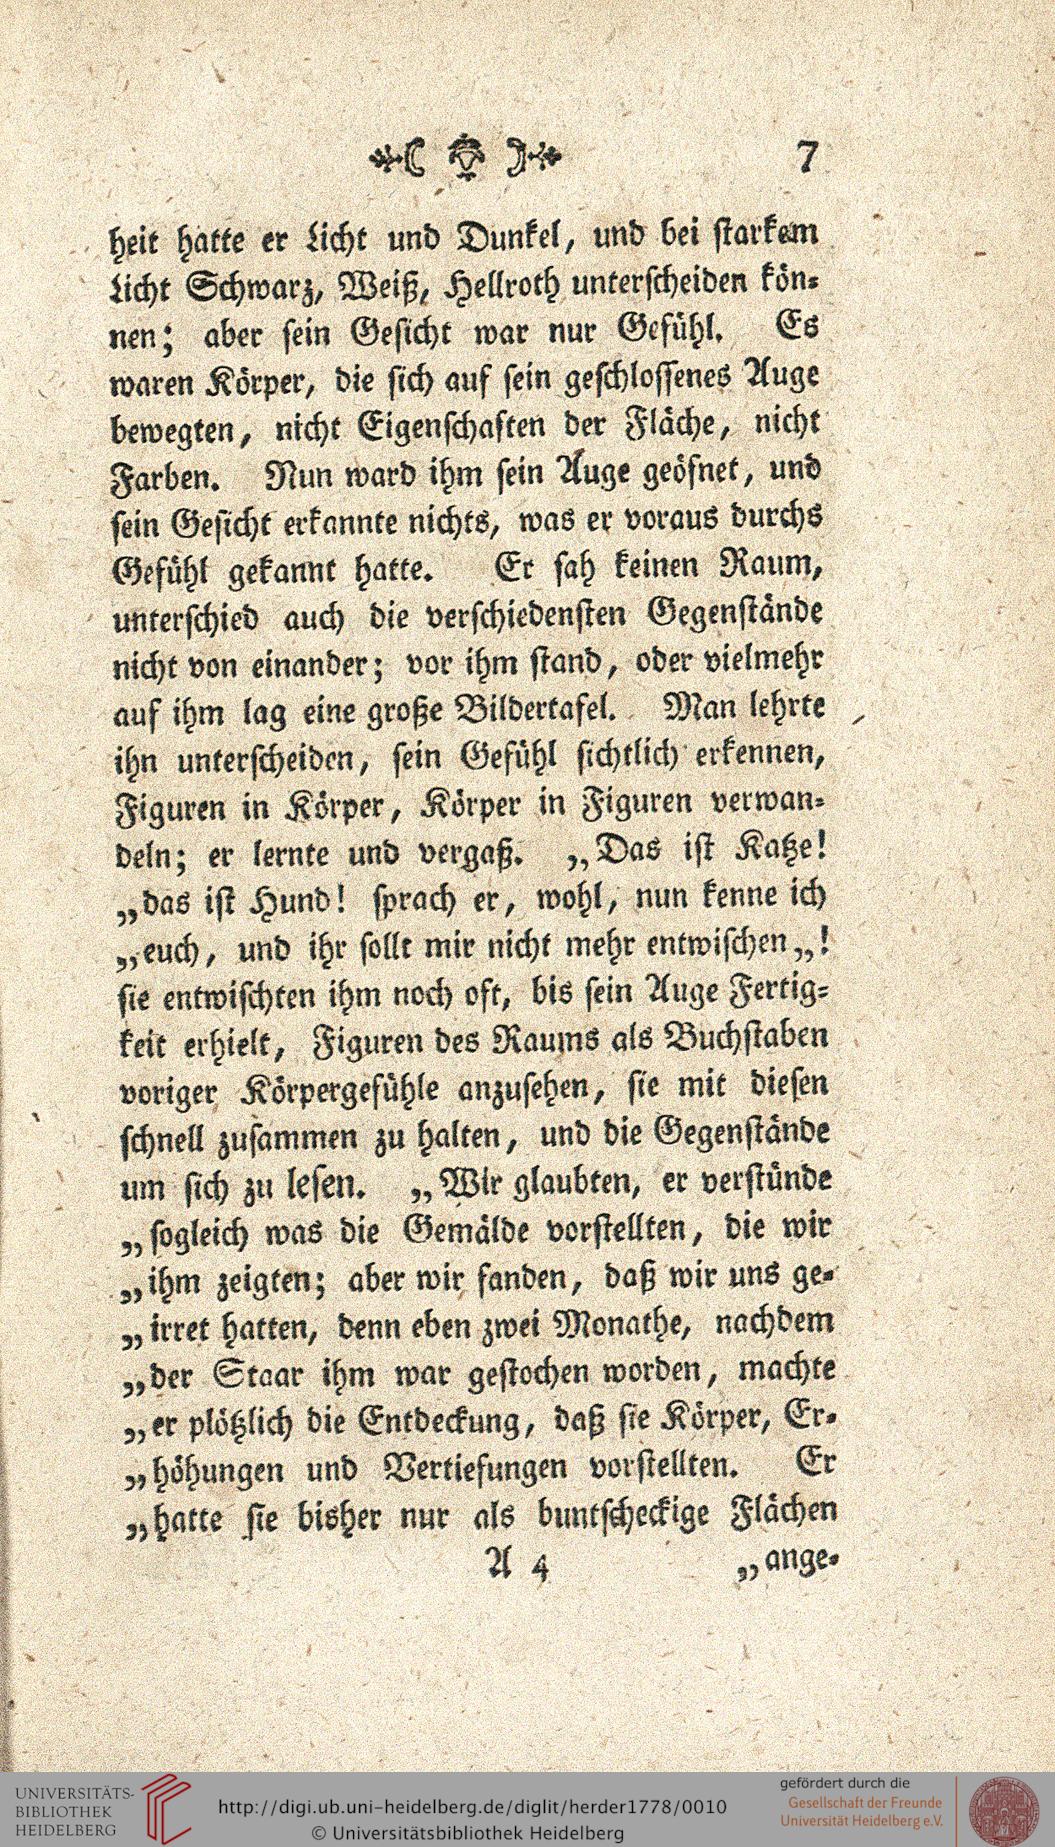 7
heit hatte er Licht und Dunkel, und bei starkem
Licht Schwarz, Weiß, Hellroth unterscheiden kön-
nen; aber sein Gesicht war nur Gefühl. Es
waren Körper, die sich auf sein geschlossenes Auge
bewegten, nicht Eigenschaften der Fläche, nicht
Farben. Nun ward ihm sein Auge geöfnet, und
sein Gesicht erkannte nichts, was er voraus durchs
Gefühl gekannt hatte. Er sah keinen Raum,
unterschied auch die verschiedensten Gegenstände
nicht von einander; vor ihm stand, oder vielmehr
auf ihm lag eine große Bildertafel. Man lehrte
ihn unterscheiden, sein Gefühl sichtlich erkennen,
Figuren in Körper, Körper in Figuren verwan-
deln; er lernte und vergaß. „Das ist Katze!
„das ist Hund! sprach er, wohl, nun kenne ich
„euch, und ihr sollt mir nicht mehr entwischen„!
sie entwischten ihm noch oft, bis sein Auge Fertig-
keit erhielt, Figuren des Raums als Buchstaben
voriger Körpergefühle anzusehen, sie mit diesen
schnell zusammen zu halten, und die Gegenstände
um sich zu lesen. „Wir glaubten, er verstünde
„sogleich was die Gemälde vorstellten, die wir
„ihm zeigten; aber wir fanden, daß wir uns ge-
„irret hatten, denn eben zwei Monathe, nachdem
„der Staar ihm war gestochen worden, machte
„er plötzlich die Entdeckung, daß sie Körper, Er-
„höhungen und Vertiefungen vorstellten. Er
„hatte sie bisher nur als buntscheckige Flächen
A 4 „ange-
UNIVERSITÄTS-
BIBLIOTHEK
HEIDELBERG
http://digi.ub.uni-heidelberg.de/diglit/herder1778/0010
© Universitätsbibliothek Heidelberg
gefördert durch die
Gesellschaft der Freunde
Universität Heidelberg e.V.